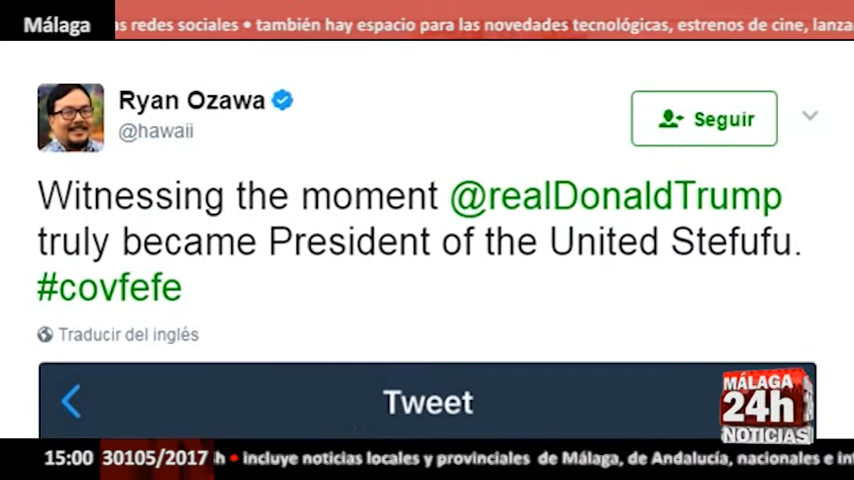 Málaga
as redes sociales • también hay espacio para las novedades tecnológicas, estrenos de cine, lanza
Ryan Ozawa
@hawaii
Seguir
Witnessing the moment @realDonaldTrump
truly became President of the United Stefufu.
#covfefe
Traducir del inglés
Tweet
MÁLAGA
24h
NOTICIAS
15:00 30105/2017 h • incluye noticias locales y provinciales de Málaga, de Andalucía, nacionales e in